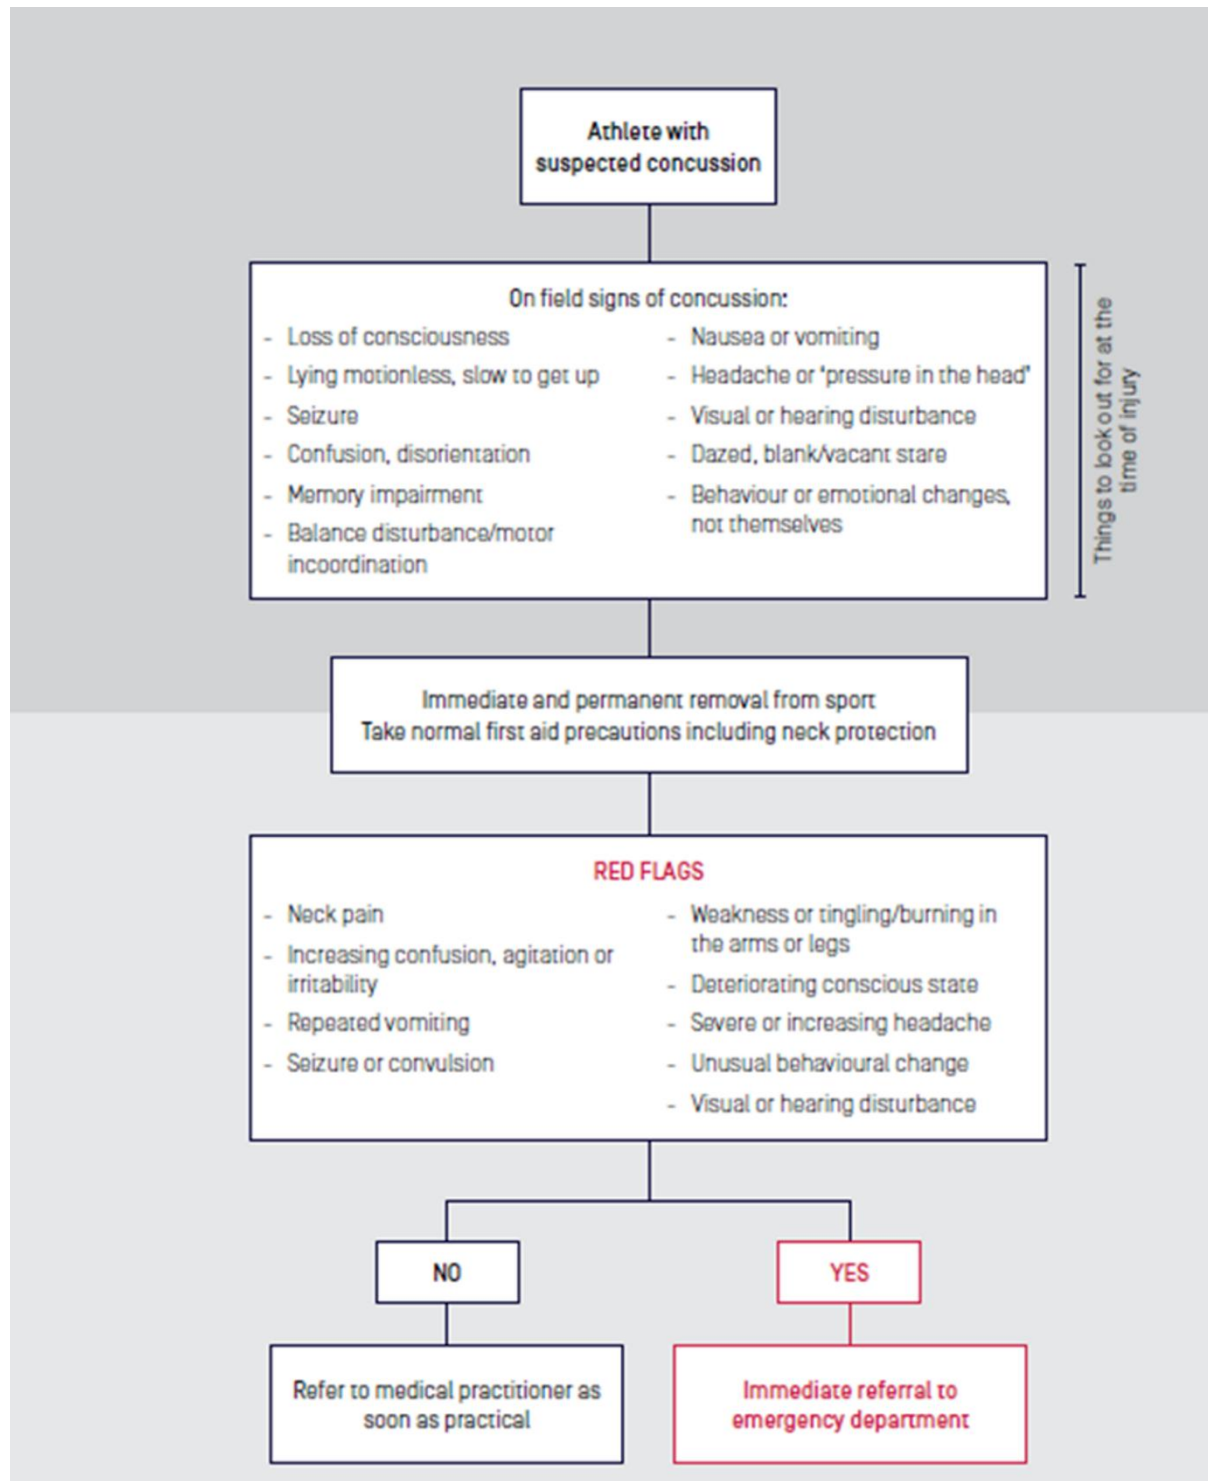 Athlete with
suspected concussion
On field signs of concussion:
- Loss of consciousness
- Lying motionless, slow to get up
- Seizure
- Confusion, disorientation
- Memory impairment
- Balance disturbance/motor
incoordination
- Nausea or vomiting
- Headache or ‘pressure in the head’
- Visual or hearing disturbance
- Dazed, blank/vacant stare
- Behaviour or emotional changes,
not themselves
Things to look out for at the
time of injury
Immediate and permanent removal from sport
Take normal first aid precautions including neck protection
RED FLAGS
- Neck pain
- Increasing confusion, agitation or
irritability
- Repeated vomiting
- Seizure or convulsion
- Weakness or tingling/burning in
the arms or legs
- Deteriorating conscious state
- Severe or increasing headache
- Unusual behavioural change
- Visual or hearing disturbance
NO
YES
Refer to medical practitioner as
soon as practical
Immediate referral to
emergency department